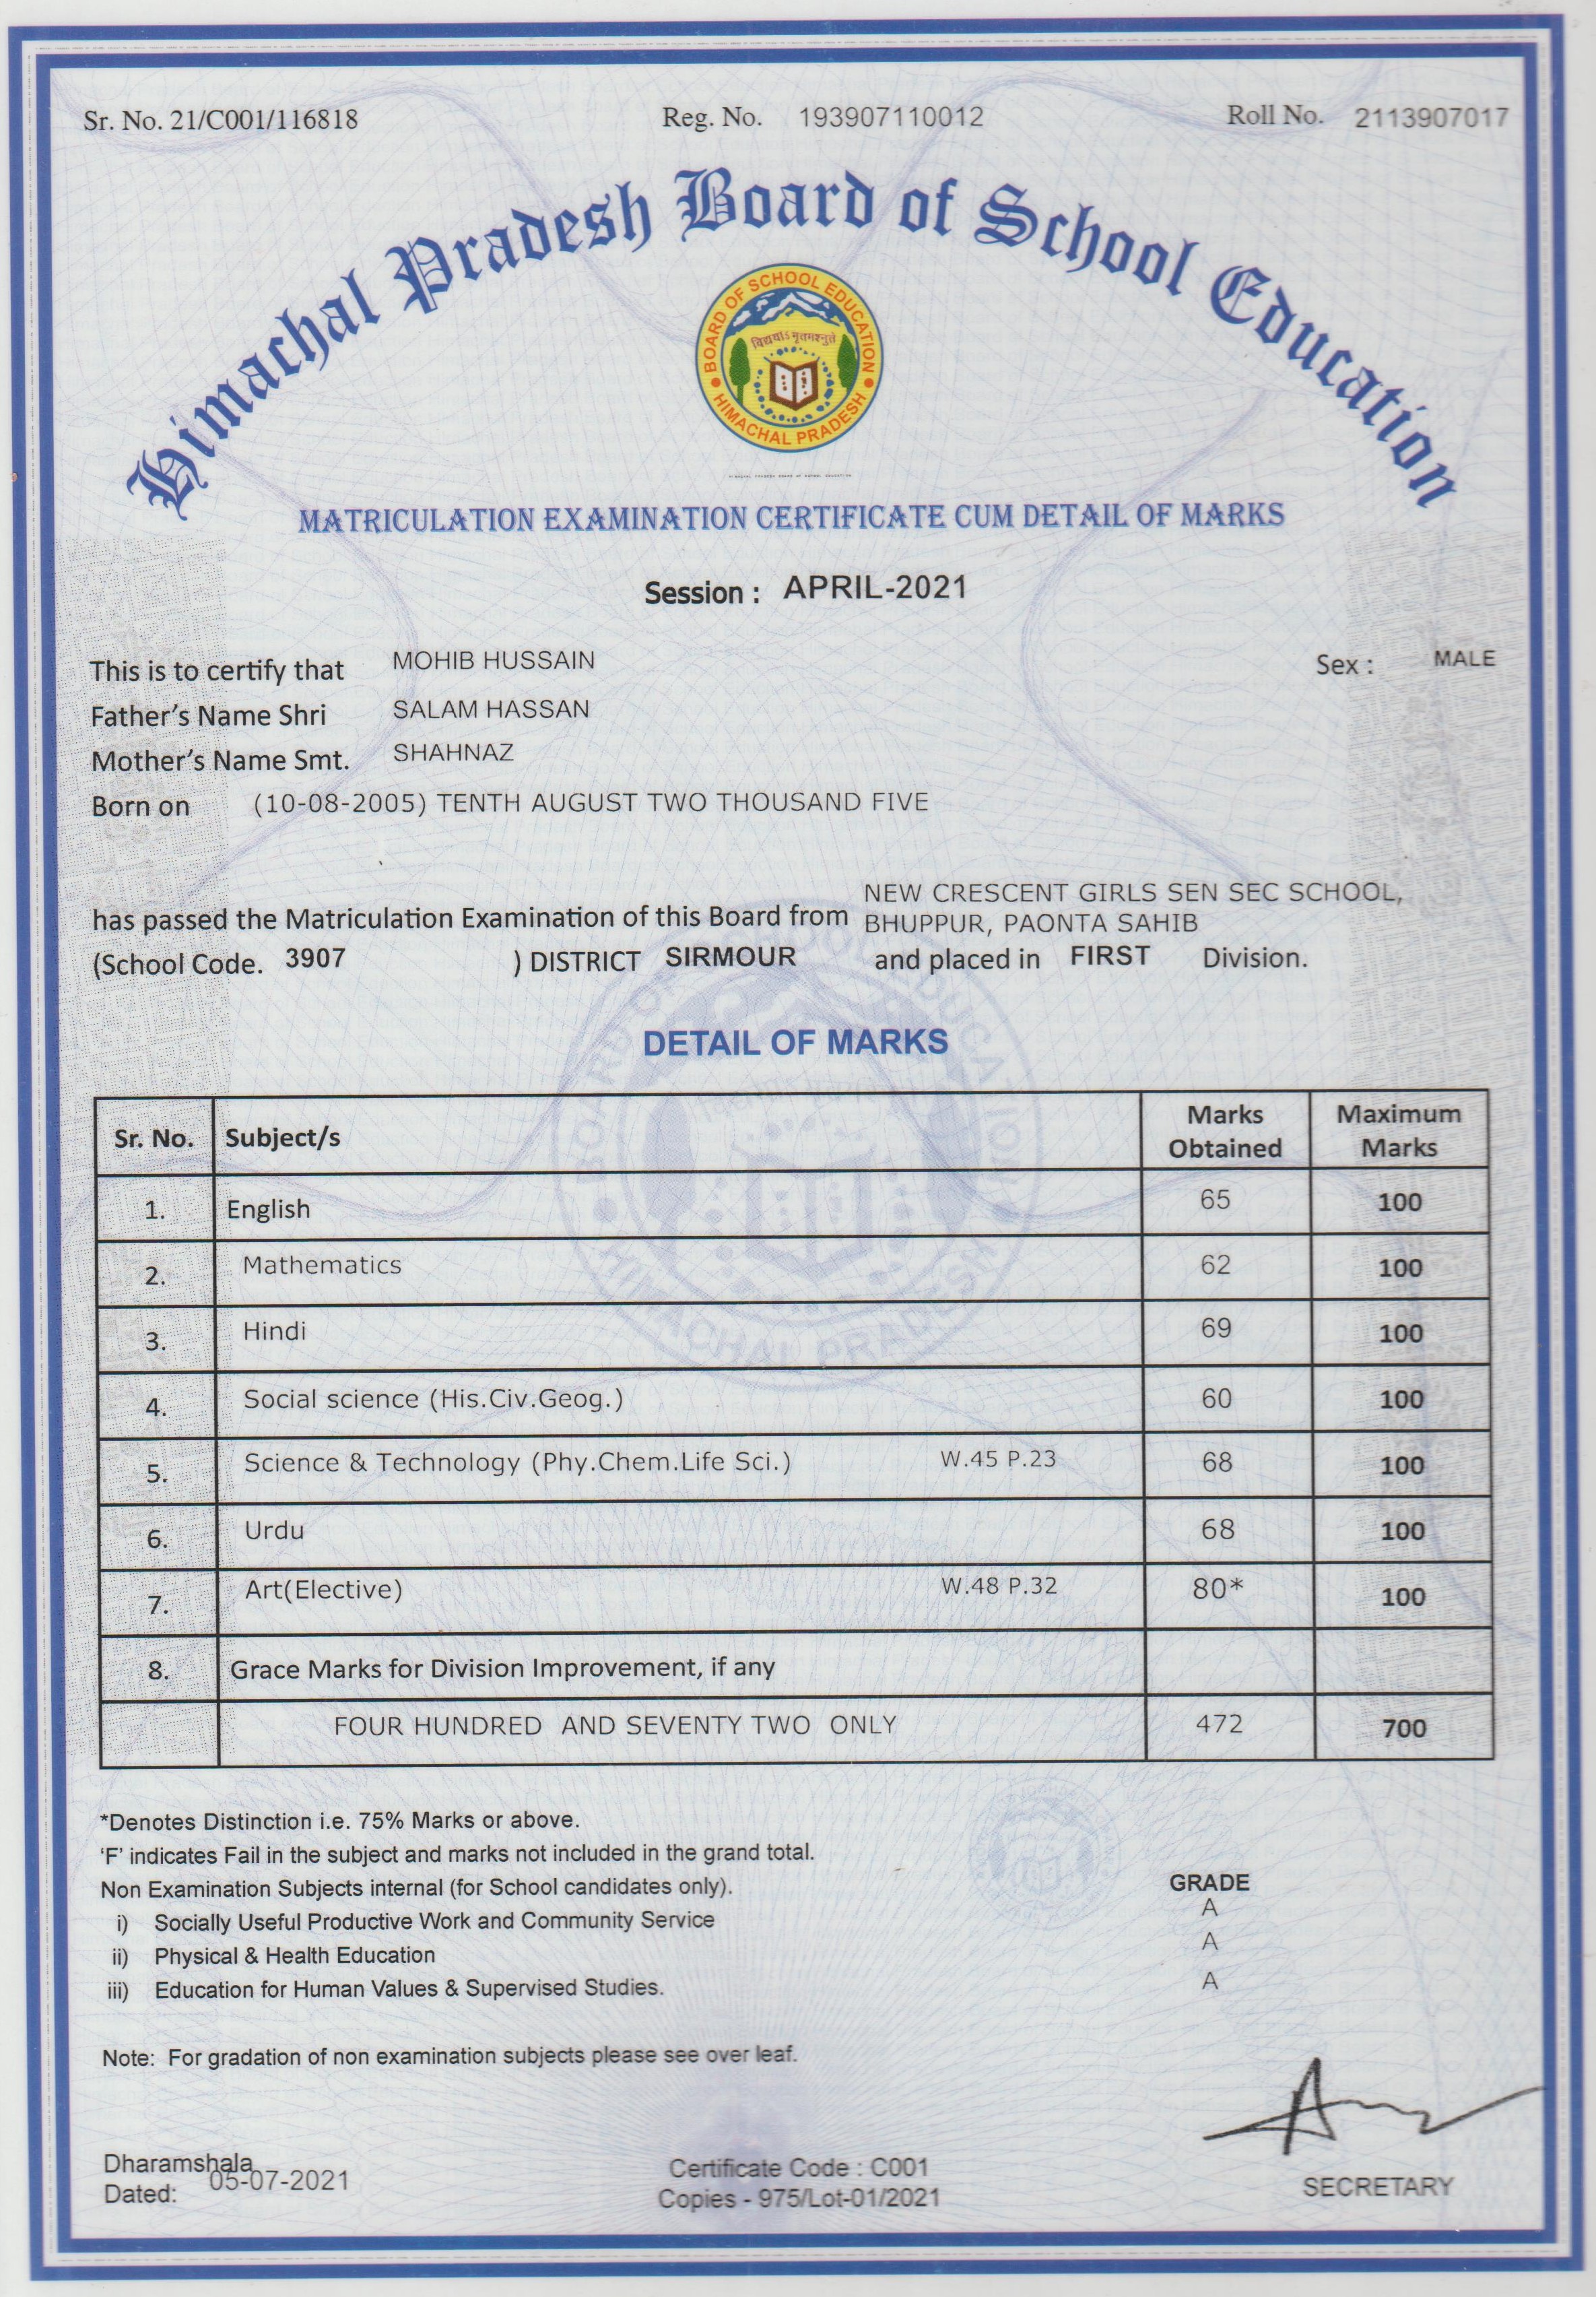 Sr. No. 21/C001/116818 Reg. No. 193907110012 Roll No. 2113907017
Himachal Pradesh Board of School Education
BOARD OF SCHOOL EDUCATION
विद्ययाऽमृतमश्नुते
HIMACHAL PRADESH
MATRICULATION EXAMINATION CERTIFICATE CUM DETAIL OF MARKS
Session : APRIL-2021
This is to certify that MOHIB HUSSAIN Sex : MALE
Father's Name Shri SALAM HASSAN
Mother's Name Smt. SHAHNAZ
Born on (10-08-2005) TENTH AUGUST TWO THOUSAND FIVE
has passed the Matriculation Examination of this Board from NEW CRESCENT GIRLS SEN SEC SCHOOL,
BHUPPUR, PAONTA SAHIB
(School Code. 3907 ) DISTRICT SIRMOUR and placed in FIRST Division.
DETAIL OF MARKS
Sr. No. Subject/s Marks Obtained Maximum Marks
1. English 65 100
2. Mathematics 62 100
3. Hindi 69 100
4. Social science (His.Civ.Geog.) 60 100
5. Science & Technology (Phy.Chem.Life Sci.) W.45 P.23 68 100
6. Urdu 68 100
7. Art(Elective) W.48 P.32 80* 100
8. Grace Marks for Division Improvement, if any
FOUR HUNDRED AND SEVENTY TWO ONLY 472 700
*Denotes Distinction i.e. 75% Marks or above.
'F' indicates Fail in the subject and marks not included in the grand total.
Non Examination Subjects internal (for School candidates only). GRADE
i) Socially Useful Productive Work and Community Service A
ii) Physical & Health Education A
iii) Education for Human Values & Supervised Studies. A
Note: For gradation of non examination subjects please see over leaf.
Dharamshala
Dated: 05-07-2021
Certificate Code : C001
Copies - 975/Lot-01/2021
SECRETARY